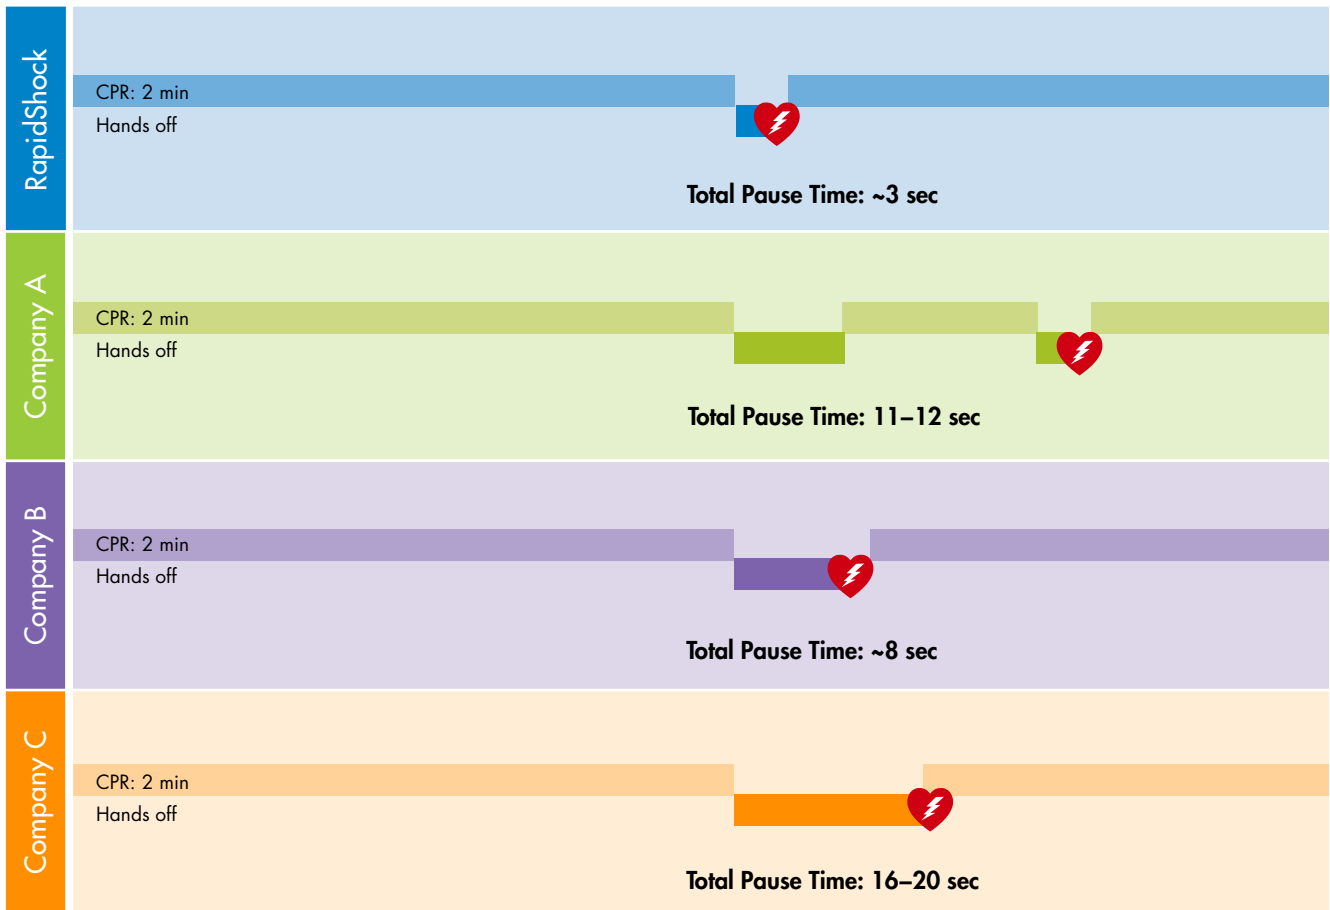 RapidShock
CPR: 2 min
Hands off
Total Pause Time: ~3 sec
Company A
CPR: 2 min
Hands off
Total Pause Time: 11–12 sec
Company B
CPR: 2 min
Hands off
Total Pause Time: ~8 sec
Company C
CPR: 2 min
Hands off
Total Pause Time: 16–20 sec